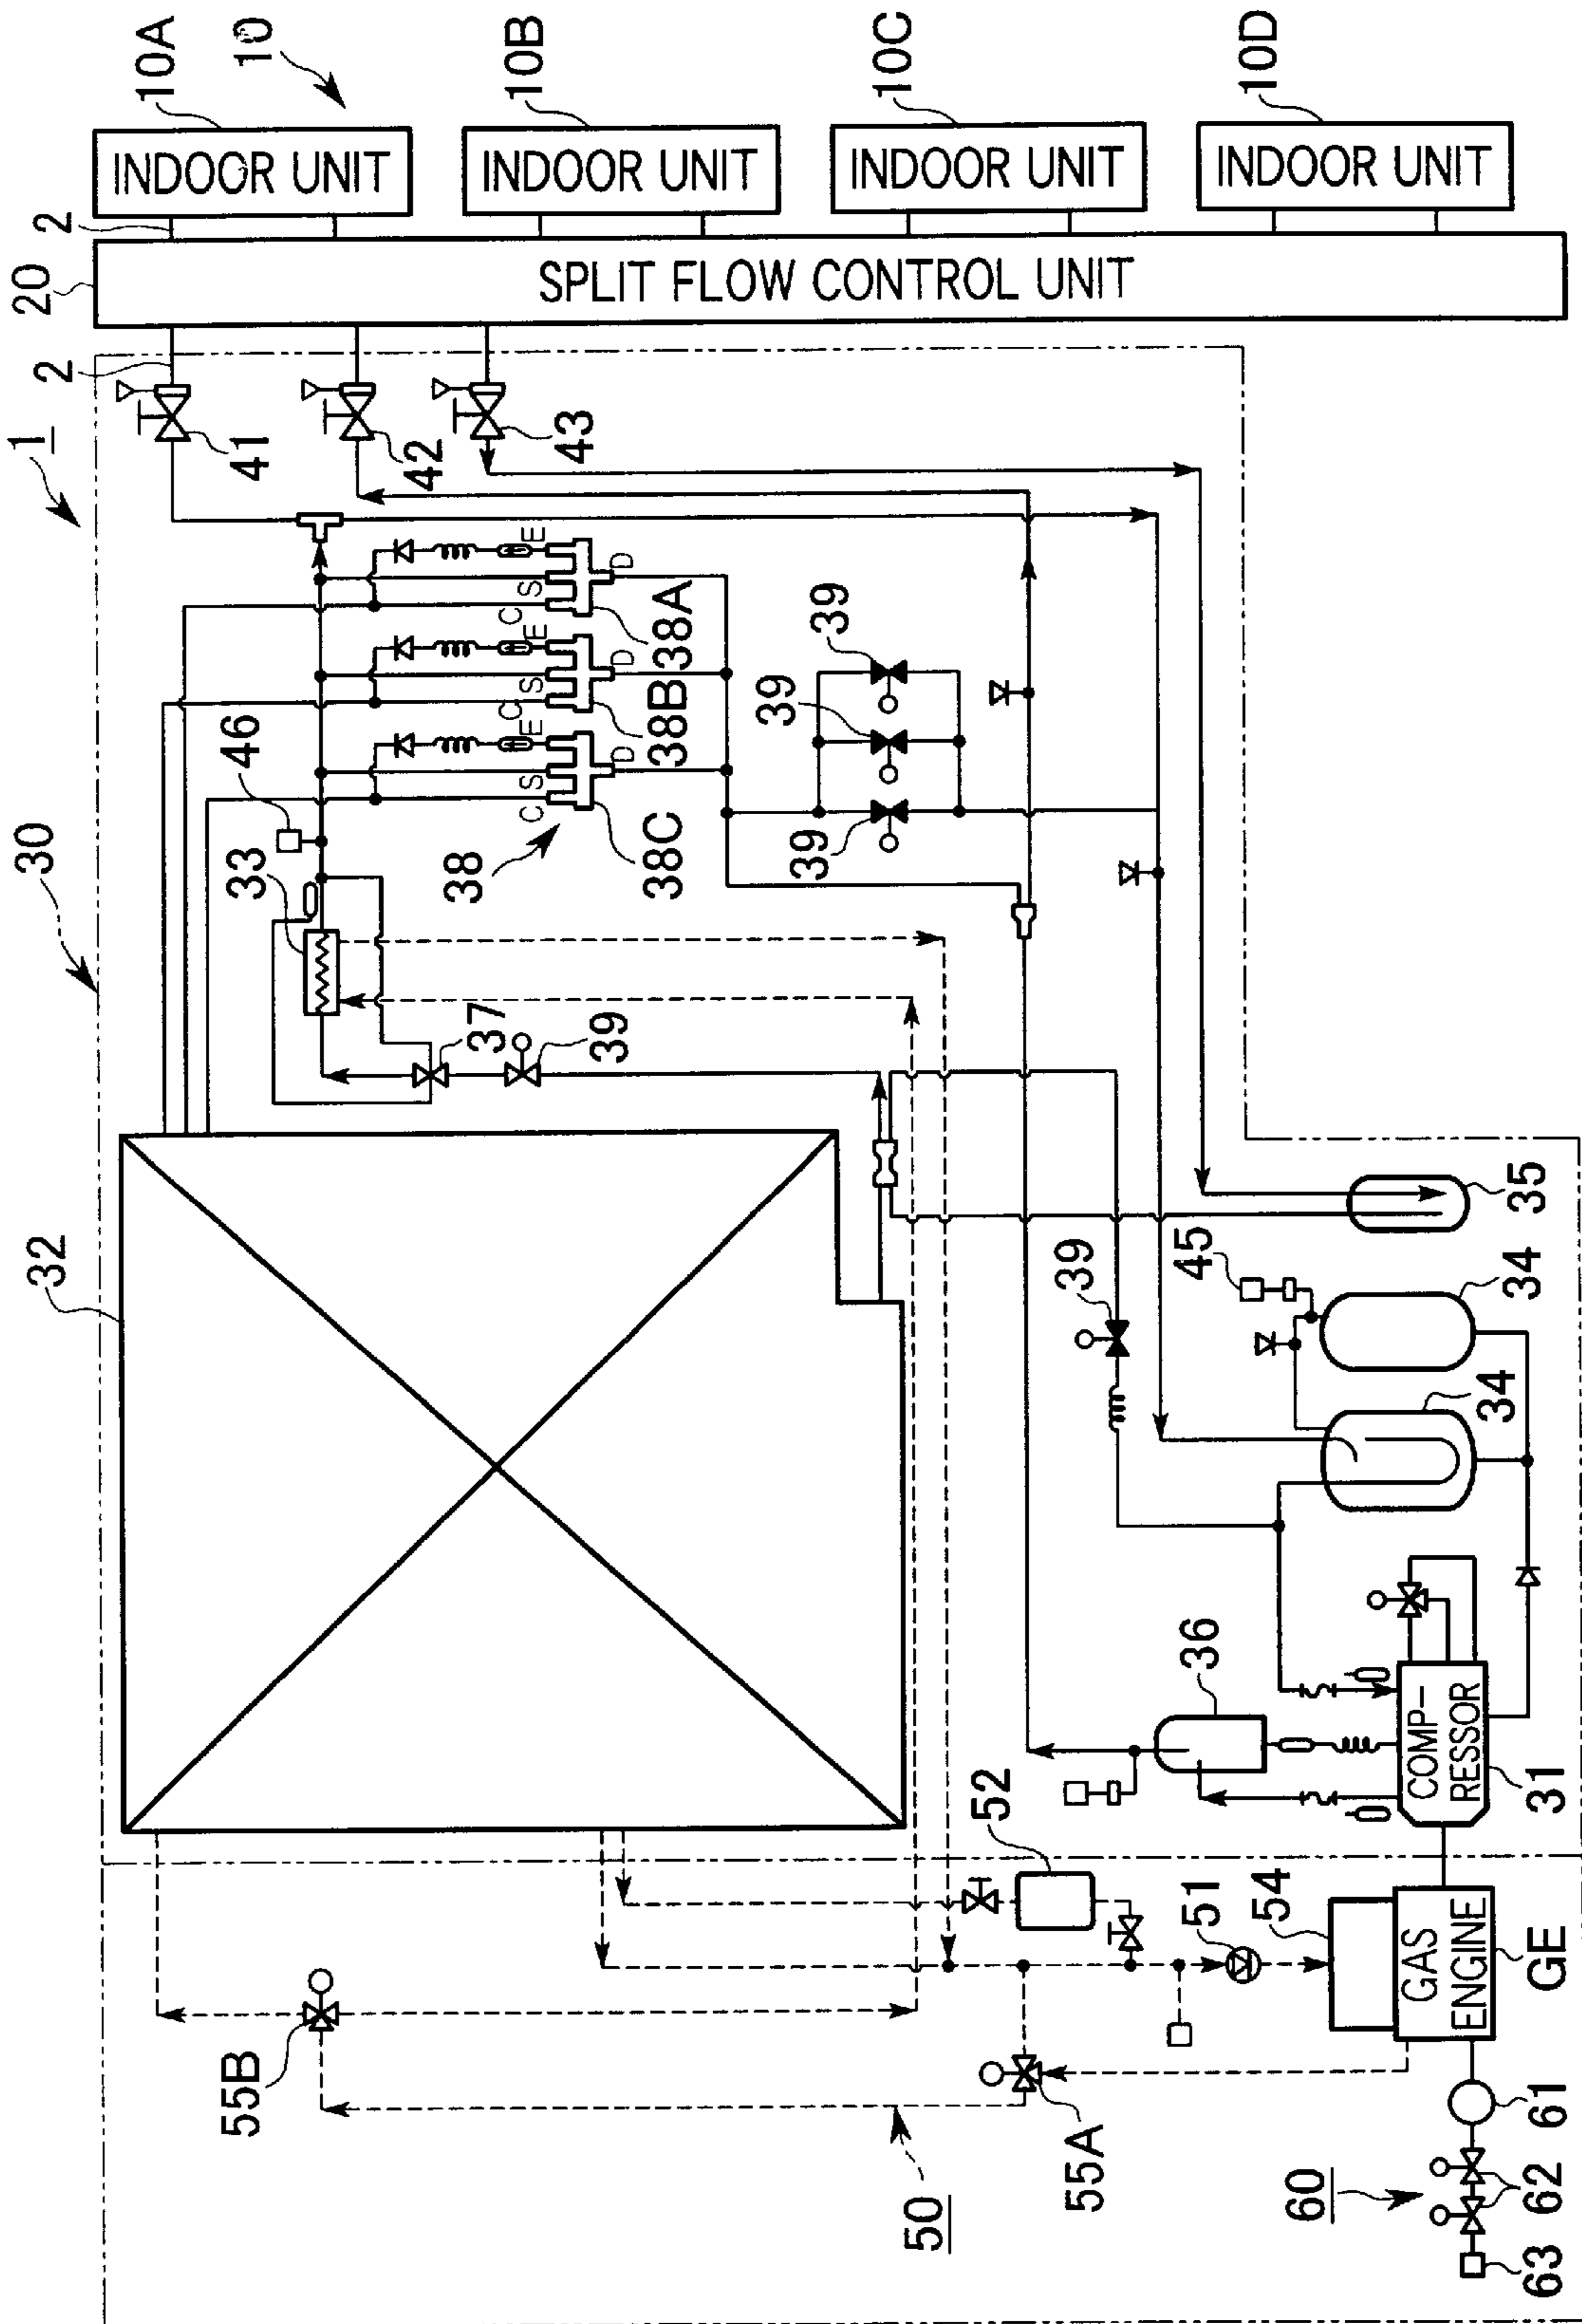 1
30
32
10
10A
INDOOR UNIT
10B
INDOOR UNIT
10C
INDOOR UNIT
10D
INDOOR UNIT
2
20
SPLIT FLOW CONTROL UNIT
2
41
42
43
E
S
C
D
38A
E
S
C
D
38B
E
S
C
D
38C
38
46
33
37
39
39
39
39
39
35
45
34
34
36
COMP-
RESSOR
31
52
51
54
GAS
ENGINE
GE
55B
55A
50
60
61
62
63